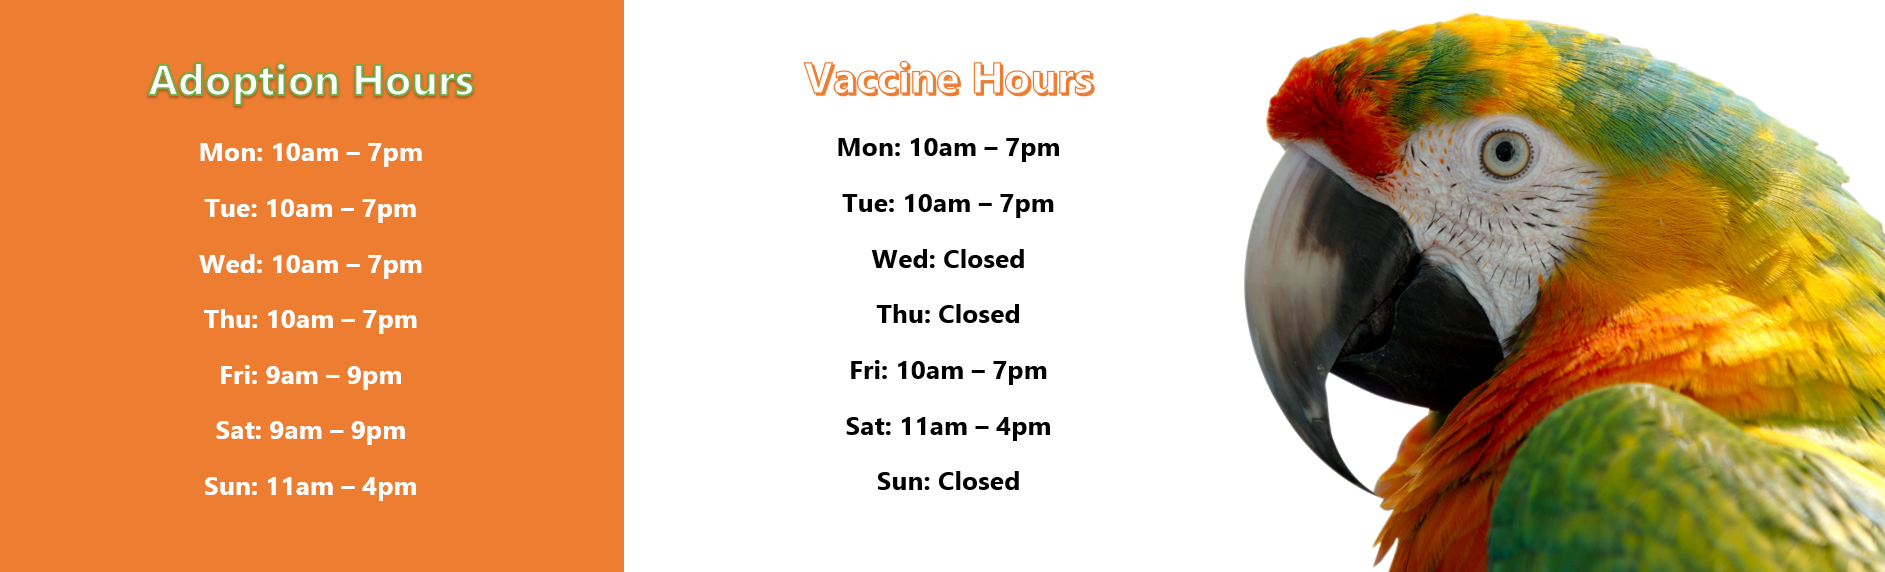 Adoption Hours
Mon: 10am – 7pm
Tue: 10am – 7pm
Wed: 10am – 7pm
Thu: 10am – 7pm
Fri: 9am – 9pm
Sat: 9am – 9pm
Sun: 11am – 4pm
Vaccine Hours
Mon: 10am – 7pm
Tue: 10am – 7pm
Wed: Closed
Thu: Closed
Fri: 10am – 7pm
Sat: 11am – 4pm
Sun: Closed